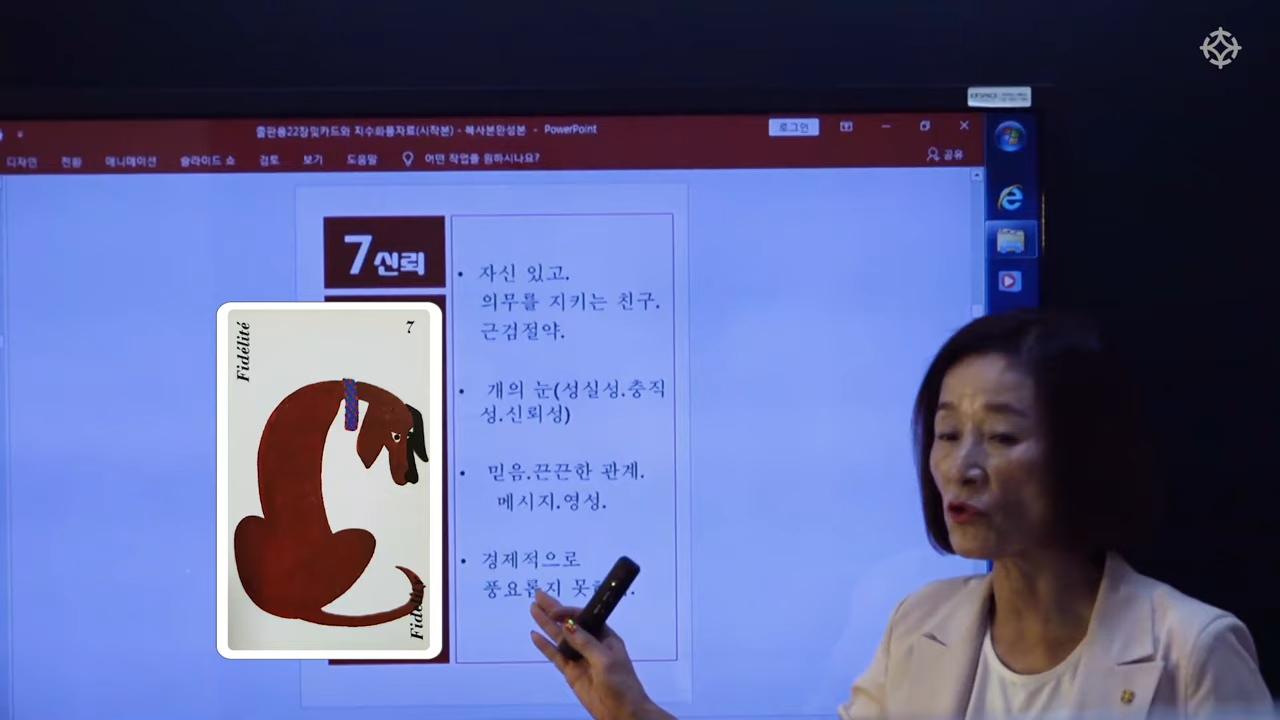 출판용22장및카드와 지수화풍자료(시작본) - 복사본완성본 - PowerPoint
로그인
디자인 전환 애니메이션 슬라이드 쇼 검토 보기 도움말 어떤 작업을 원하시나요?
공유
7신뢰
• 자신 있고.
의무를 지키는 친구.
근검절약.
• 개의 눈(성실성.충직
성.신뢰성)
• 믿음.끈끈한 관계.
메시지.영성.
• 경제적으로
풍요롭지
Fidélité
7